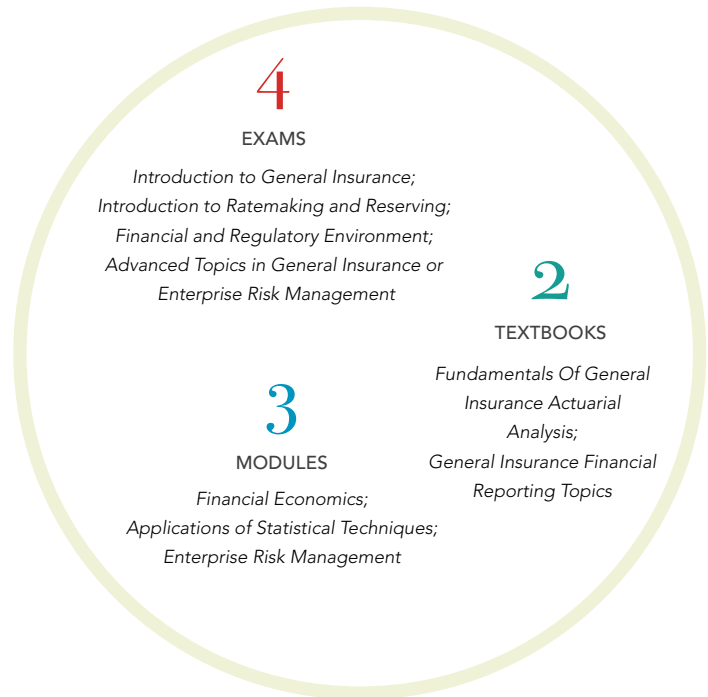 4
EXAMS
Introduction to General Insurance;
Introduction to Ratemaking and Reserving;
Financial and Regulatory Environment;
Advanced Topics in General Insurance or
Enterprise Risk Management
2
TEXTBOOKS
Fundamentals Of General
Insurance Actuarial
Analysis;
General Insurance Financial
Reporting Topics
3
MODULES
Financial Economics;
Applications of Statistical Techniques;
Enterprise Risk Management